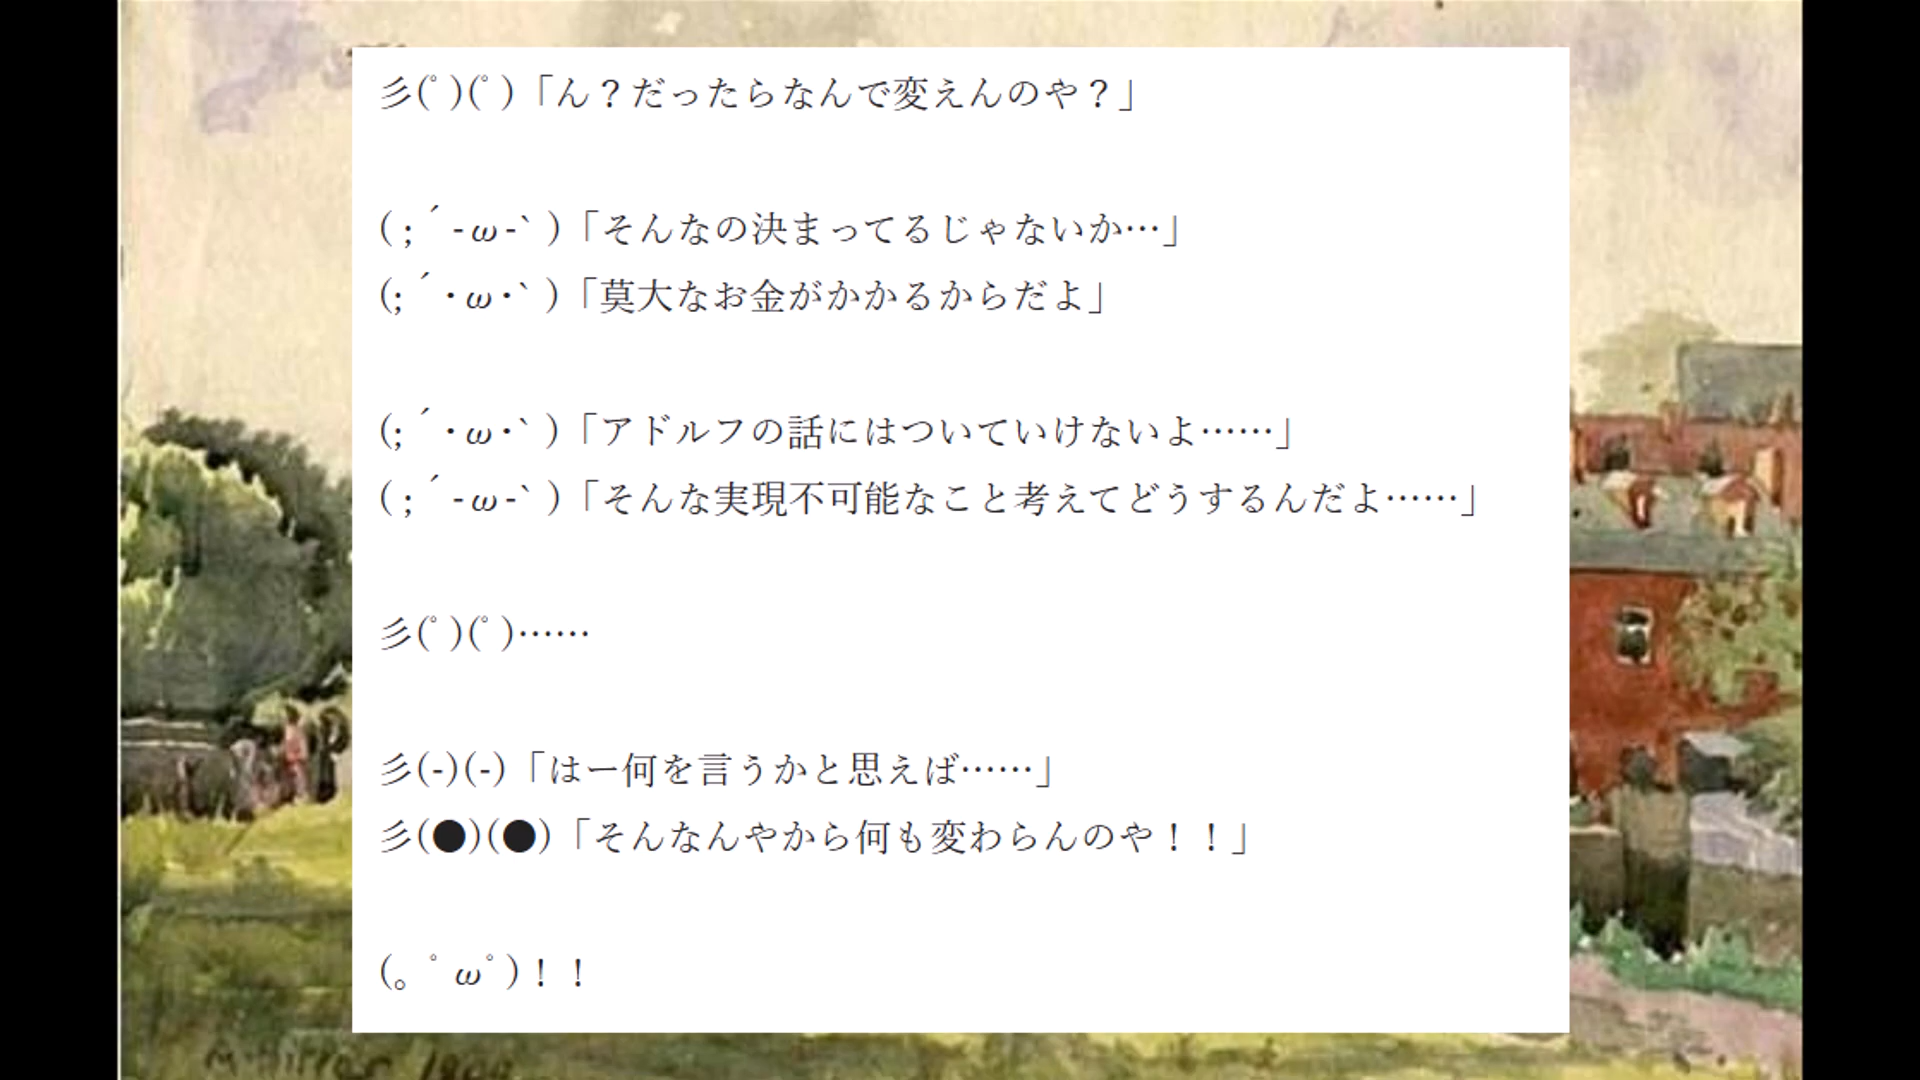 彡(ﾟ)(ﾟ)「ん？だったらなんで変えんのや？」
(；´-ω-` )「そんなの決まってるじゃないか…」
(;´・ω・` )「莫大なお金がかかるからだよ」
(;´・ω・` )「アドルフの話にはついていけないよ……」
(；´-ω-` )「そんな実現不可能なこと考えてどうするんだよ……」
彡(ﾟ)(ﾟ)……
彡(-)(-)「はー何を言うかと思えば……」
彡(●)(●)「そんなんやから何も変わらんのや！！」
(。ﾟωﾟ)！！